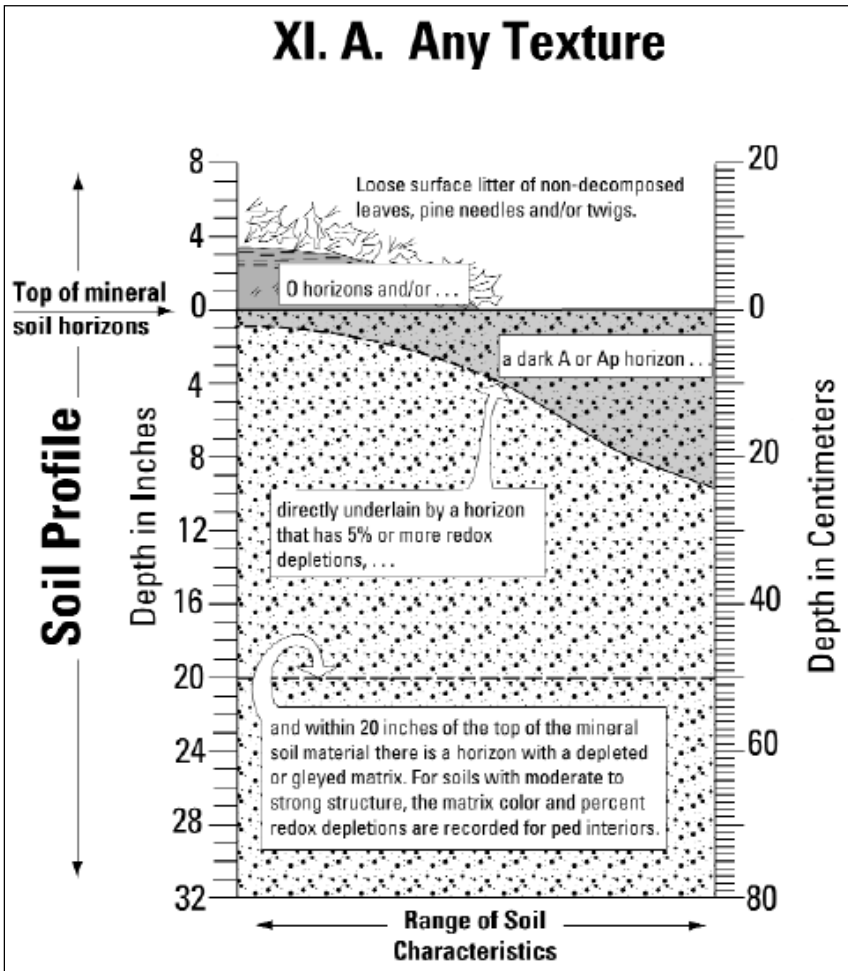 XI. A. Any Texture
8
20
Loose surface litter of non-decomposed
leaves, pine needles and/or twigs.
4
O horizons and/or . . .
Top of mineral
soil horizons
0
0
a dark A or Ap horizon . . .
4
8
20
directly underlain by a horizon
that has 5% or more redox
depletions, . . .
12
16
40
20
and within 20 inches of the top of the mineral
soil material there is a horizon with a depleted
or gleyed matrix. For soils with moderate to
strong structure, the matrix color and percent
redox depletions are recorded for ped interiors.
24
60
28
32
80
Soil Profile
Depth in Inches
Depth in Centimeters
Range of Soil
Characteristics